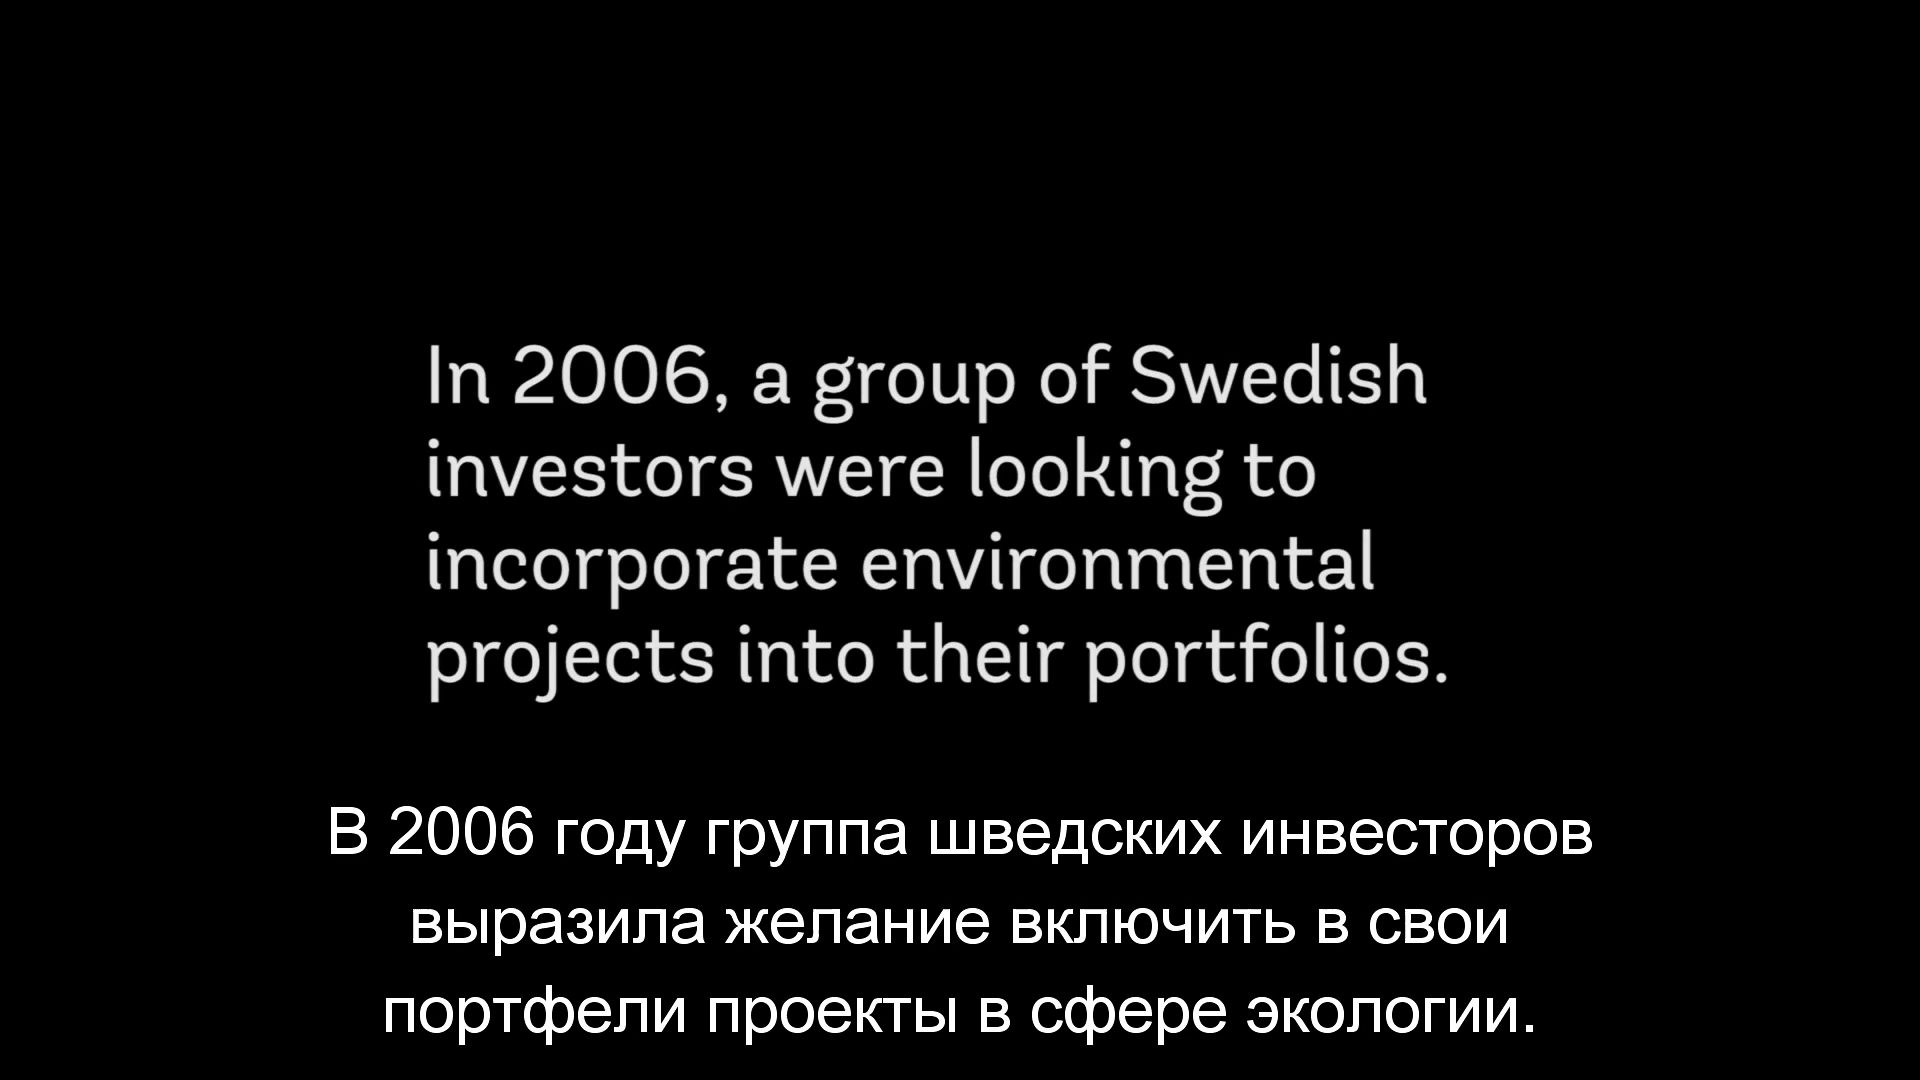 In 2006, a group of Swedish
investors were looking to
incorporate environmental
projects into their portfolios.
В 2006 году группа шведских инвесторов
выразила желание включить в свои
портфели проекты в сфере экологии.